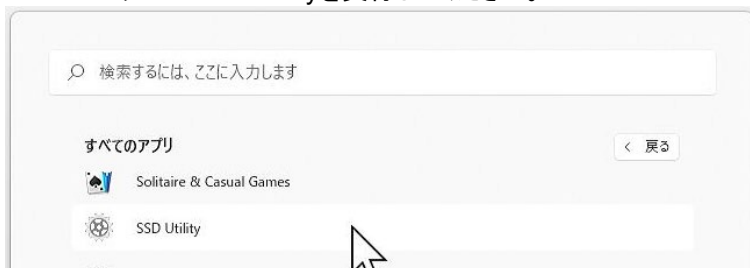 検索するには、ここに入力します
すべてのアプリ
< 戻る
Solitaire & Casual Games
SSD Utility